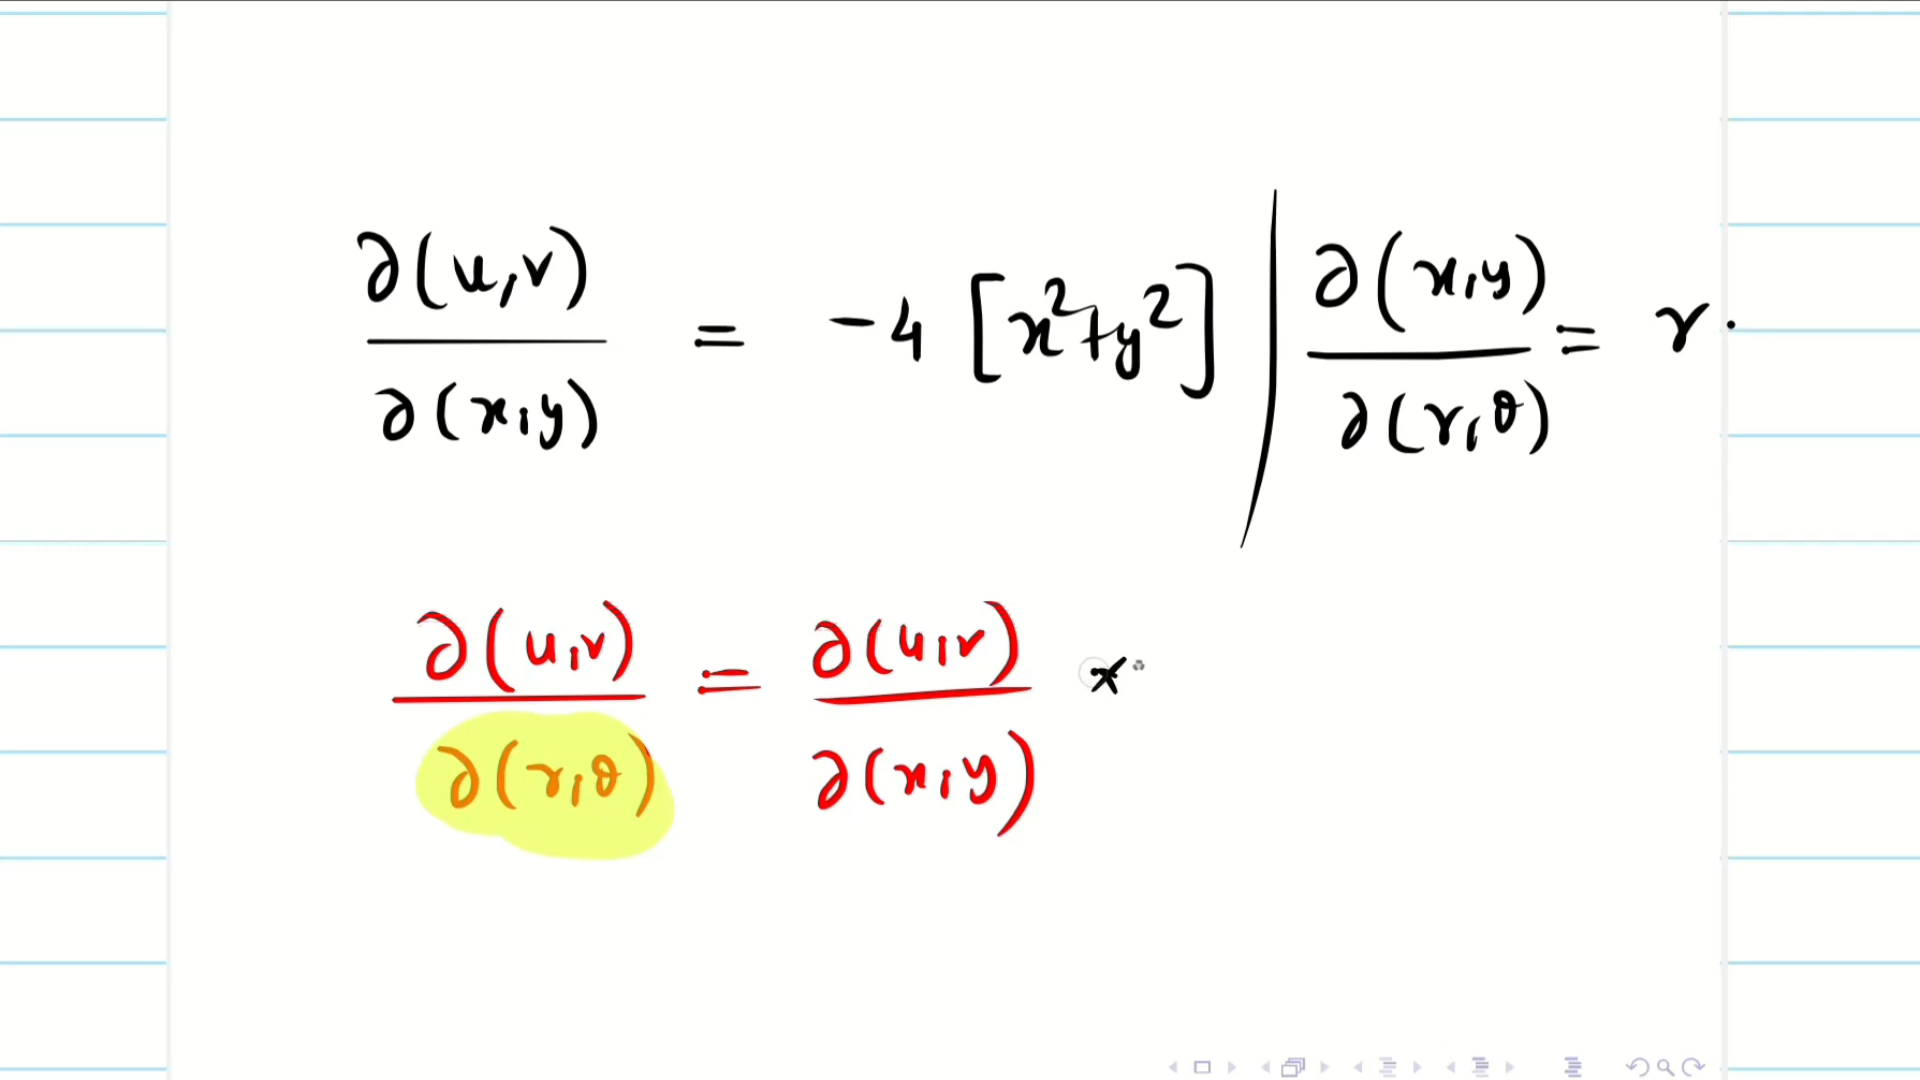 ∂(u,v)/∂(x,y) = -4 [x²+y²] | ∂(x,y)/∂(r,θ) = r.
∂(u,v)/∂(r,θ) = ∂(u,v)/∂(x,y) ×